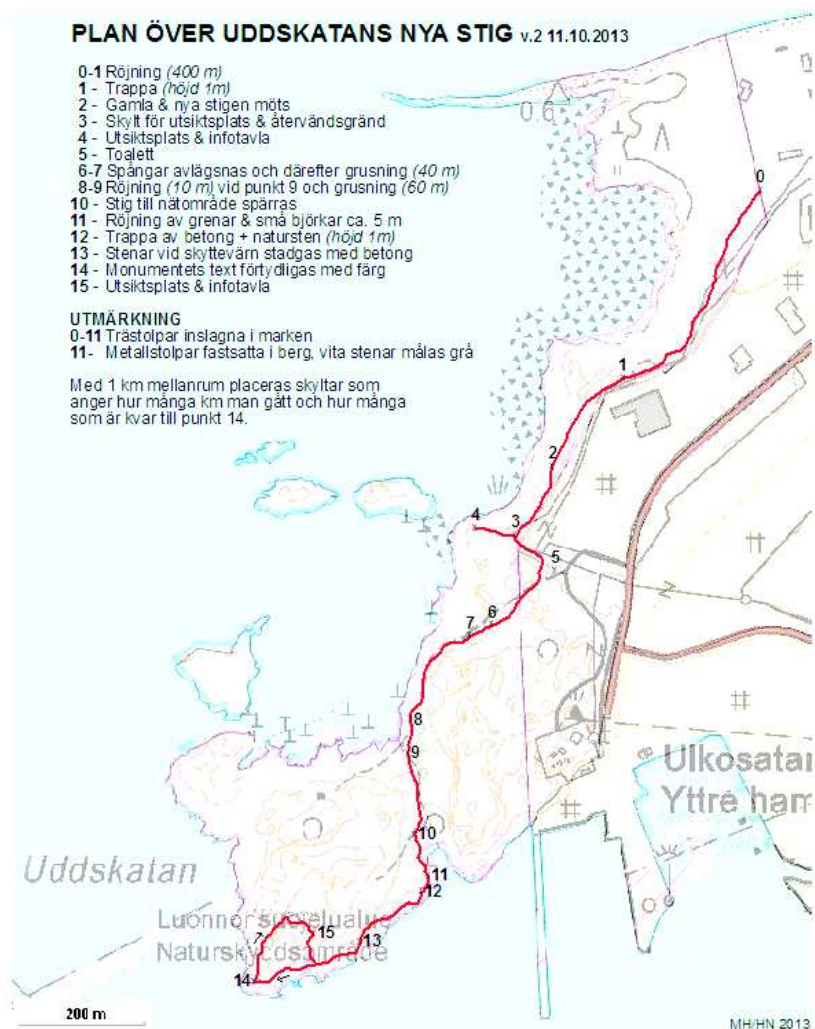 PLAN ÖVER UDDSKATANS NYA STIG v.2 11.10.2013
0-1 Röjning (400 m)
1 - Trappa (höjd 1m)
2 - Gamla & nya stigen möts
3 - Skylt för utsiktsplats & återvändsgränd
4 - Utsiktsplats & infotavla
5 - Toalett
6-7 Spångar avlägsnas och därefter grusning (40 m)
8-9 Röjning (10 m) vid punkt 9 och grusning (60 m)
10 - Stig till nätområde spärras
11 - Röjning av grenar & små björkar ca. 5 m
12 - Trappa av betong + natursten (höjd 1m)
13 - Stenar vid skyttevärn stadgas med betong
14 - Monumentets text förtydligas med färg
15 - Utsiktsplats & infotavla
UTMÄRKNING
0-11 Trästolpar inslagna i marken
11- Metallstolpar fastsatta i berg, vita stenar målas grå
Med 1 km mellanrum placeras skyltar som
anger hur många km man gått och hur många
som är kvar till punkt 14.
0 6
0
1
2
3
4
5
6
7
8
9
10
11
12
13
14
15
Ulkosatar
Yttre ham
Uddskatan
Luonnonsuojelualue
Naturskyddsområde
200 m
MH/HN 2013